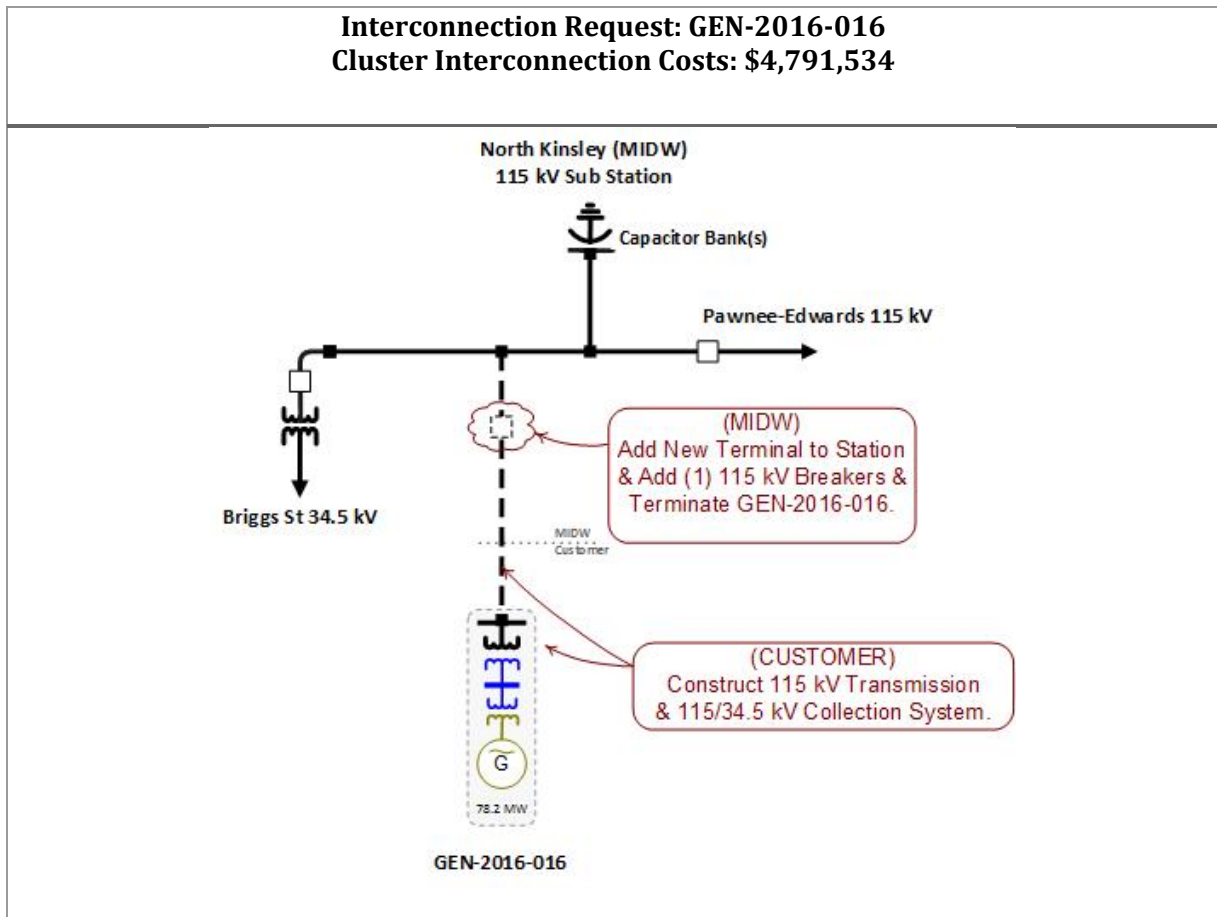 Interconnection Request: GEN-2016-016
Cluster Interconnection Costs: $4,791,534
North Kinsley (MIDW)
115 kV Sub Station
Capacitor Bank(s)
Pawnee-Edwards 115 kV
(MIDW)
Add New Terminal to Station
& Add (1) 115 kV Breakers &
Terminate GEN-2016-016.
Briggs St 34.5 kV
MIDW
Customer
(CUSTOMER)
Construct 115 kV Transmission
& 115/34.5 kV Collection System.
G
78.2 MW
GEN-2016-016